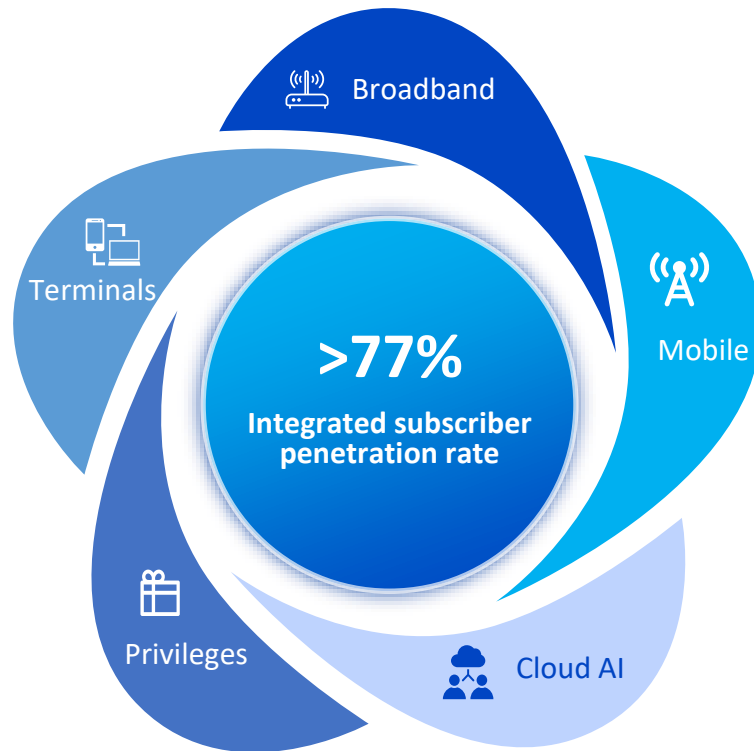 Broadband
Terminals
Mobile
>77%
Integrated subscriber
penetration rate
Privileges
Cloud AI